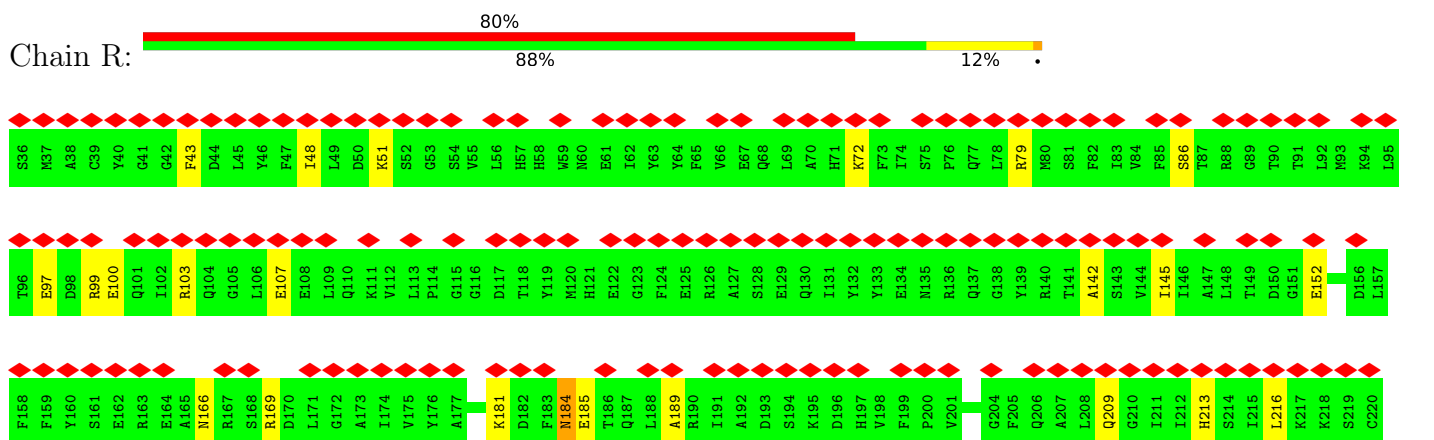 80%
Chain R:
88% 12% •
S36 M37 A38 C39 Y40 G41 G42 F43 D44 L45 Y46 F47 I48 L49 D50 K51 S52 G53 S54 V55 L56 H57 H58 W59 N60 E61 I62 Y63 Y64 F65 V66 E67 Q68 L69 A70 H71 K72 F73 I74 S75 P76 Q77 L78 R79 M80 S81 F82 I83 V84 F85 S86 T87 R88 G89 T90 T91 L92 M93 K94 L95
T96 E97 D98 R99 E100 Q101 I102 R103 Q104 G105 L106 E107 E108 L109 Q110 K111 V112 L113 P114 G115 G116 D117 T118 Y119 M120 H121 E122 G123 F124 E125 R126 A127 S128 E129 Q130 I131 Y132 Y133 E134 N135 R136 Q137 G138 Y139 R140 T141 A142 S143 V144 I145 I146 A147 L148 T149 D150 G151 E152 D156 L157
F158 F159 Y160 S161 E162 R163 E164 A165 N166 R167 S168 R169 D170 L171 G172 A173 I174 V175 Y176 A177 K181 D182 F183 N184 E185 T186 Q187 L188 A189 R190 I191 A192 D193 S194 K195 D196 H197 V198 F199 P200 V201 G204 F205 Q206 A207 L208 Q209 G210 I211 I212 H213 S214 I215 L216 K217 K218 S219 C220